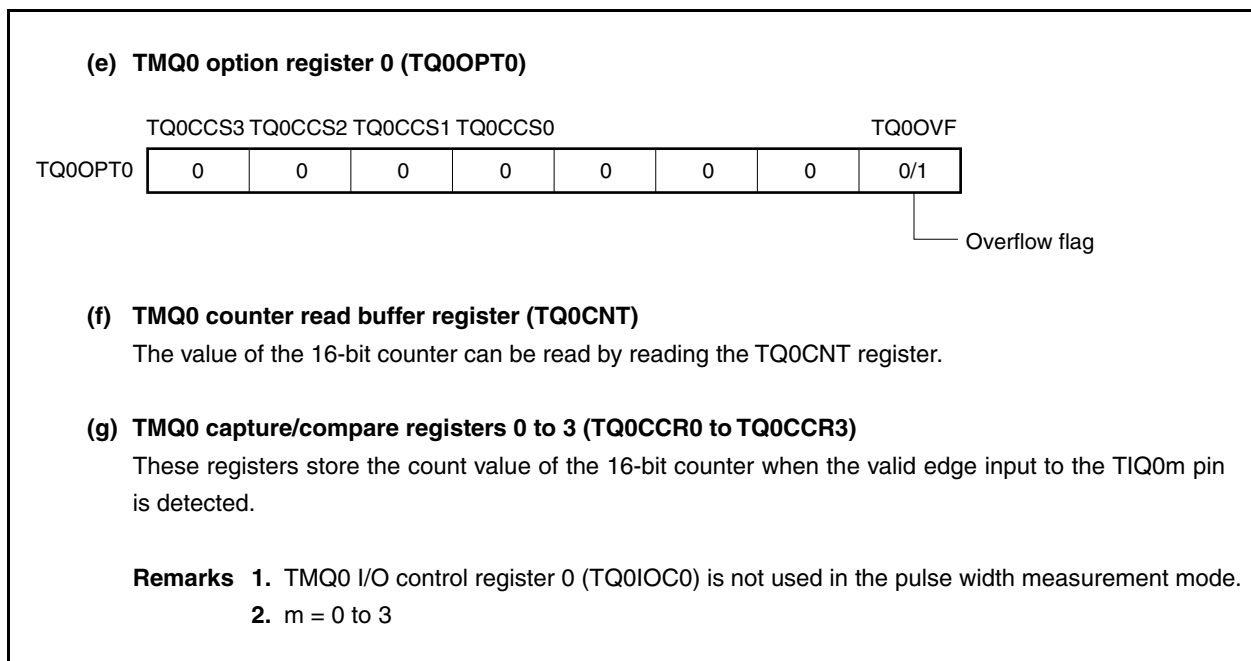 (e) TMQ0 option register 0 (TQ0OPT0)
TQ0CCS3 TQ0CCS2 TQ0CCS1 TQ0CCS0 TQ0OVF
TQ0OPT0 0 0 0 0 0 0 0 0/1
Overflow flag
(f) TMQ0 counter read buffer register (TQ0CNT)
The value of the 16-bit counter can be read by reading the TQ0CNT register.
(g) TMQ0 capture/compare registers 0 to 3 (TQ0CCR0 to TQ0CCR3)
These registers store the count value of the 16-bit counter when the valid edge input to the TIQ0m pin
is detected.
Remarks 1. TMQ0 I/O control register 0 (TQ0IOC0) is not used in the pulse width measurement mode.
2. m = 0 to 3